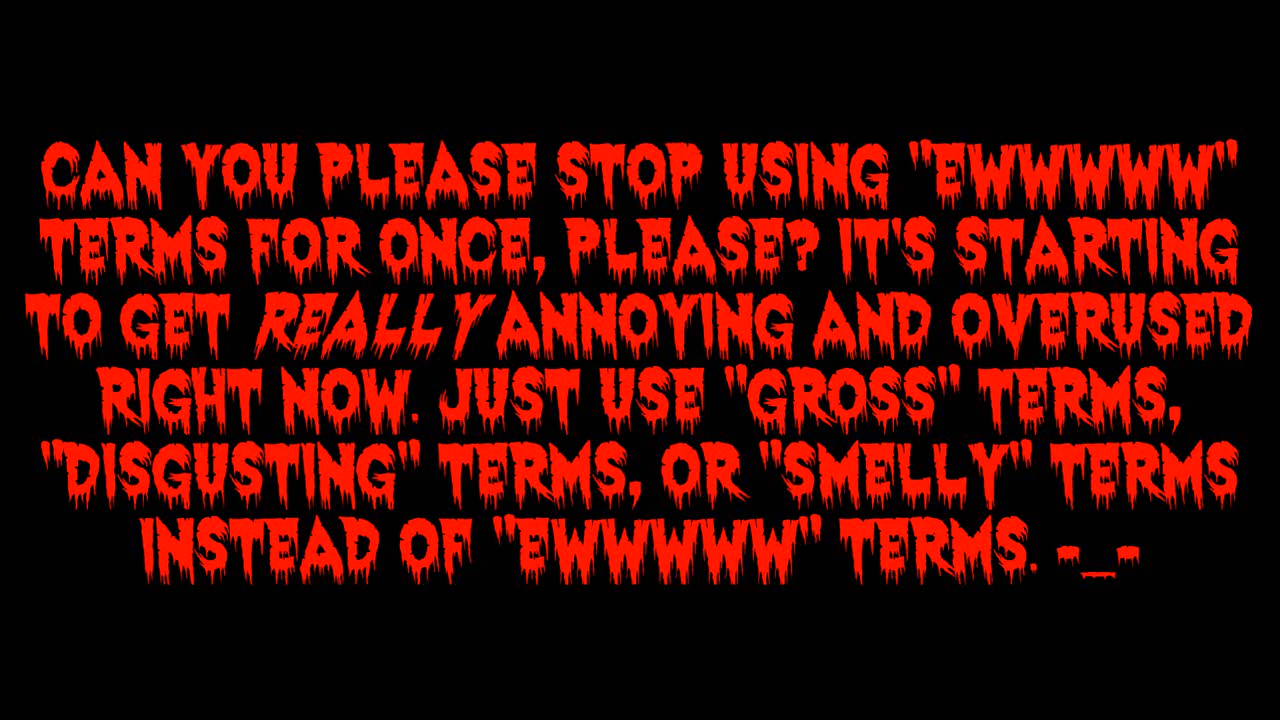 CAN YOU PLEASE STOP USING "EWWWWW"
TERMS FOR ONCE, PLEASE? IT'S STARTING
TO GET REALLY ANNOYING AND OVERUSED
RIGHT NOW. JUST USE "GROSS" TERMS,
"DISGUSTING" TERMS, OR "SMELLY" TERMS
INSTEAD OF "EWWWWW" TERMS. -_-